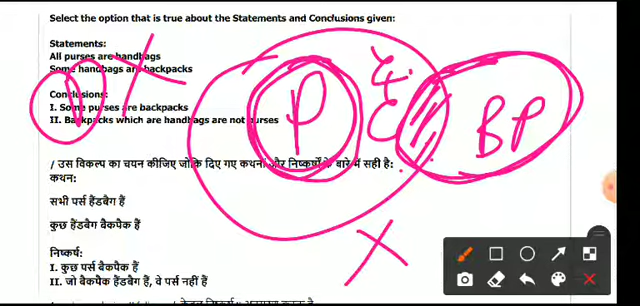 Select the option that is true about the Statements and Conclusions given:
Statements:
All purses are handbags
Some handbags are backpacks
Conclusions:
I. Some purses are backpacks
II. Backpacks which are handbags are not purses
P
BP
/ उस विकल्प का चयन कीजिए जोकि दिए गए कथनों और निष्कर्षों के बारे में सही है:
कथन:
सभी पर्स हैंडबैग हैं
कुछ हैंडबैग बैकपैक हैं
निष्कर्ष:
I. कुछ पर्स बैकपैक हैं
II. जो बैकपैक हैंडबैग हैं, वे पर्स नहीं हैं